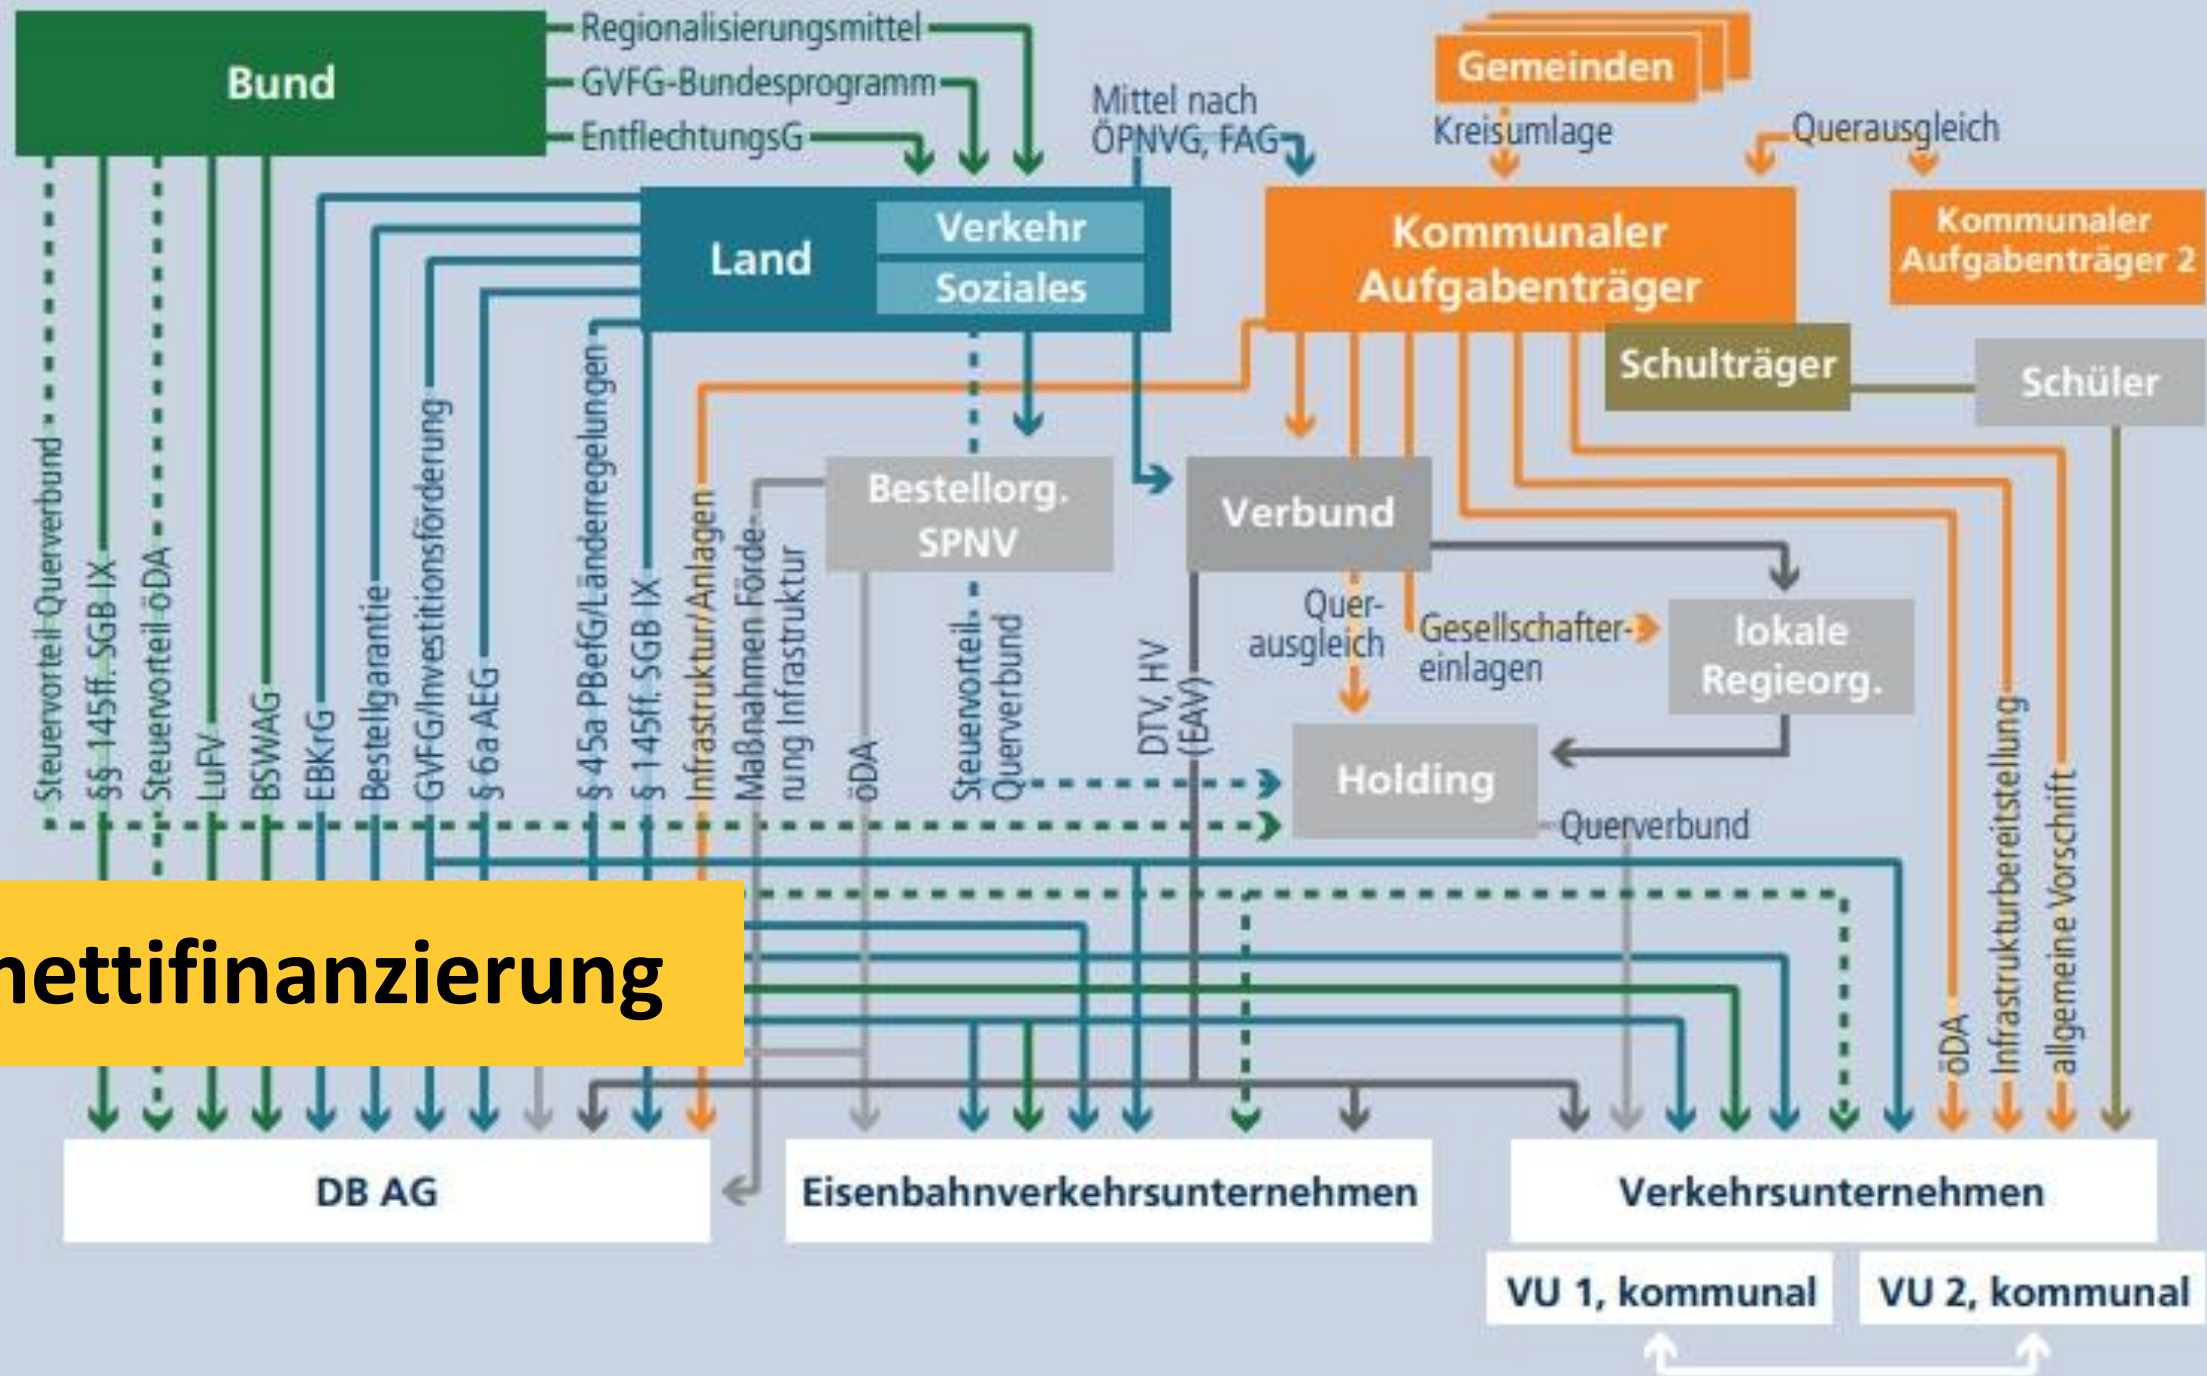 Bund
Regionalisierungsmittel
GVFG-Bundesprogramm
EntflechtungsG
Mittel nach
ÖPNVG, FAG
Gemeinden
Kreisumlage
Querausgleich
Land
Verkehr
Soziales
Kommunaler
Aufgabenträger
Kommunaler
Aufgabenträger 2
Schulträger
Schüler
Steuervorteil Querverbund
§§ 145ff. SGB IX
Steuervorteil öDA
LuFV
BSWAG
EBKrG
Bestellgarantie
GVFG/Investitionsförderung
§ 6a AEG
§ 45a PBefG/Länderregelungen
§ 145ff. SGB IX
Infrastruktur/Anlagen
Maßnahmen Förde-
rung Infrastruktur
öDA
Bestellorg.
SPNV
Steuervorteil
Querverbund
Verbund
DTV, HV
(EAV)
Quer-
ausgleich
Gesellschafter-
einlagen
lokale
Regieorg.
Holding
Querverbund
öDA
Infrastrukturbereitstellung
allgemeine Vorschrift
nettifinanzierung
DB AG
Eisenbahnverkehrsunternehmen
Verkehrsunternehmen
VU 1, kommunal
VU 2, kommunal